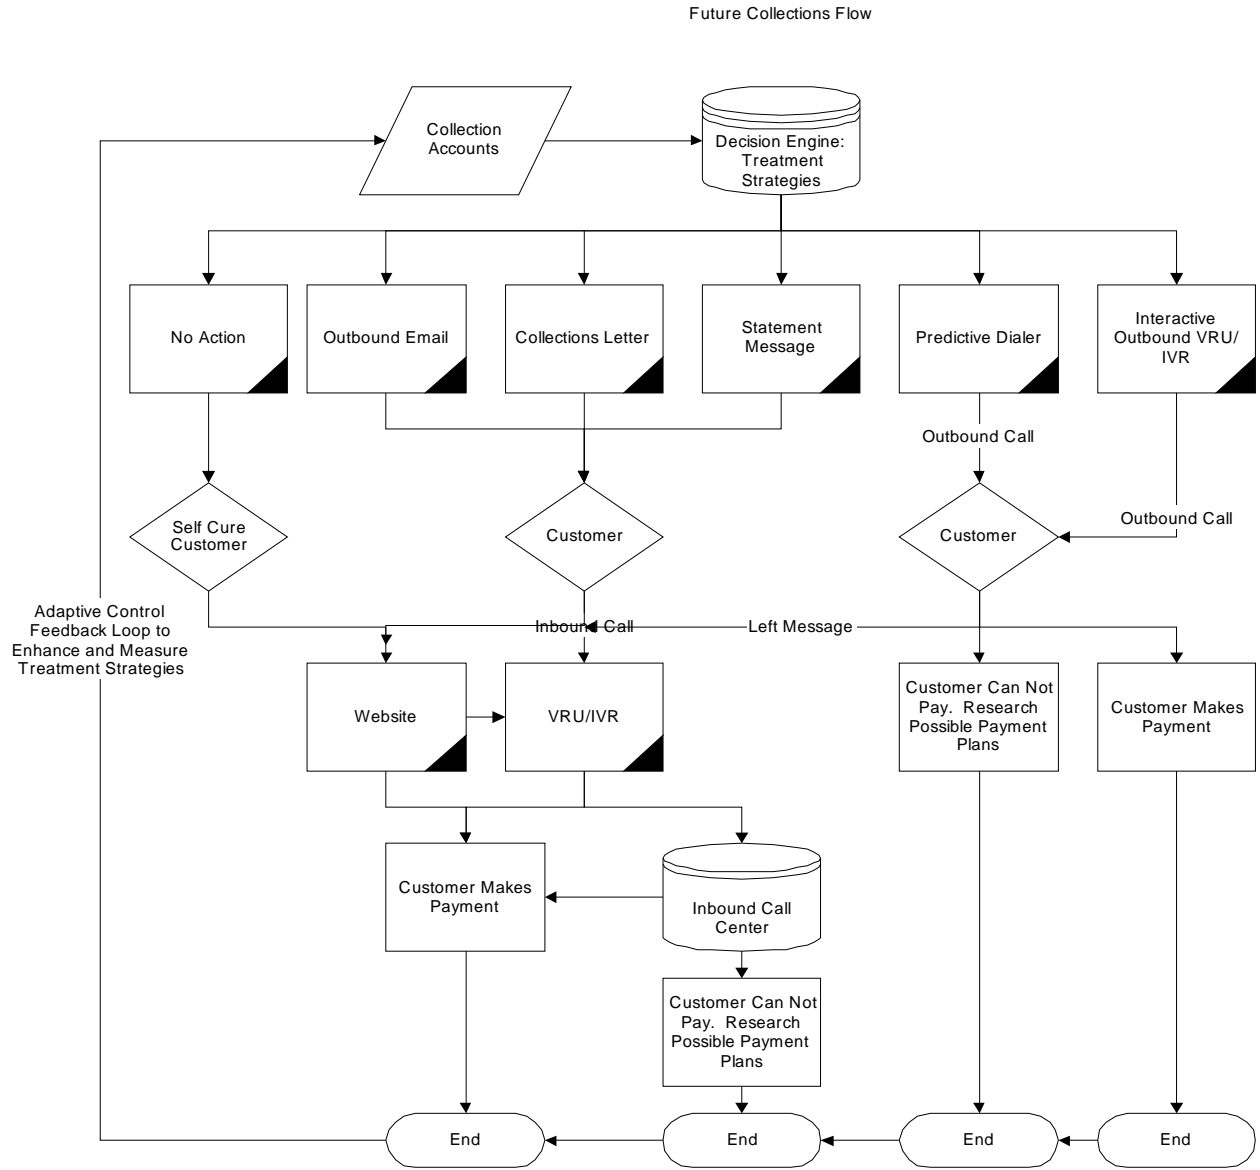 Future Collections Flow
Collection
Accounts
Decision Engine:
Treatment
Strategies
No Action
Outbound Email
Collections Letter
Statement
Message
Predictive Dialer
Interactive
Outbound VRU/
IVR
Outbound Call
Outbound Call
Self Cure
Customer
Customer
Customer
Adaptive Control
Feedback Loop to
Enhance and Measure
Treatment Strategies
Inbound Call
Left Message
Website
VRU/IVR
Customer Can Not
Pay. Research
Possible Payment
Plans
Customer Makes
Payment
Customer Makes
Payment
Inbound Call
Center
Customer Can Not
Pay. Research
Possible Payment
Plans
End
End
End
End